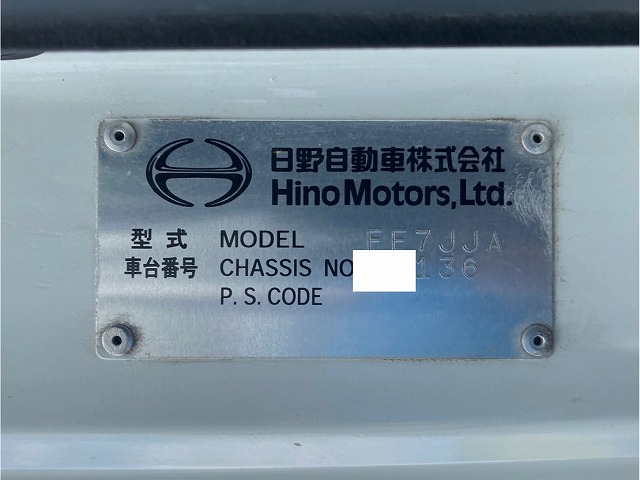 日野自動車株式会社
Hino Motors, Ltd.
型式 MODEL FE7JJA
車台番号 CHASSIS NO 136
P. S. CODE